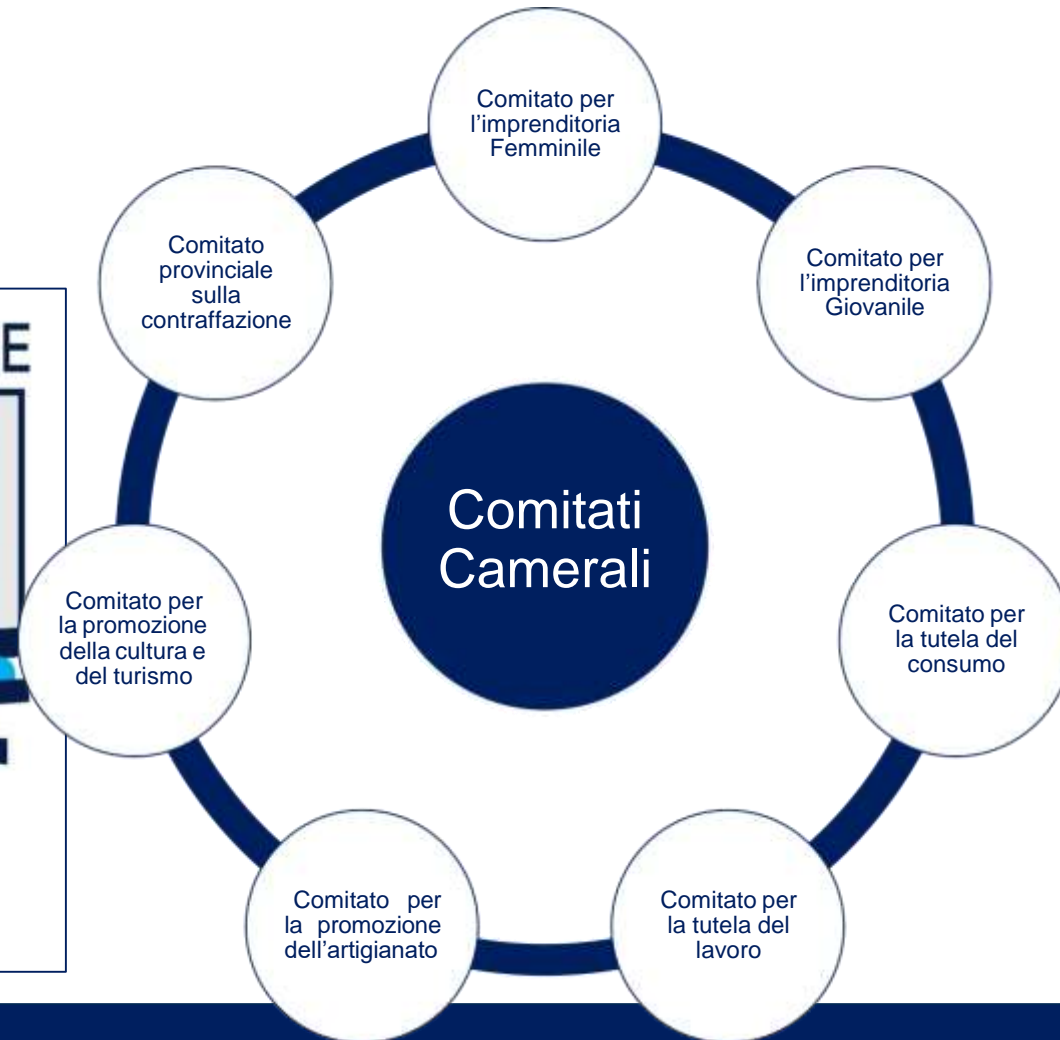 Comitato per
l'imprenditoria
Femminile
Comitato per
l'imprenditoria
Giovanile
Comitato per
la tutela del
consumo
Comitato per
la tutela del
lavoro
Comitato per
la promozione
dell'artigianato
Comitato per
la promozione
della cultura e
del turismo
Comitato
provinciale
sulla
contraffazione
Comitati
Camerali
E